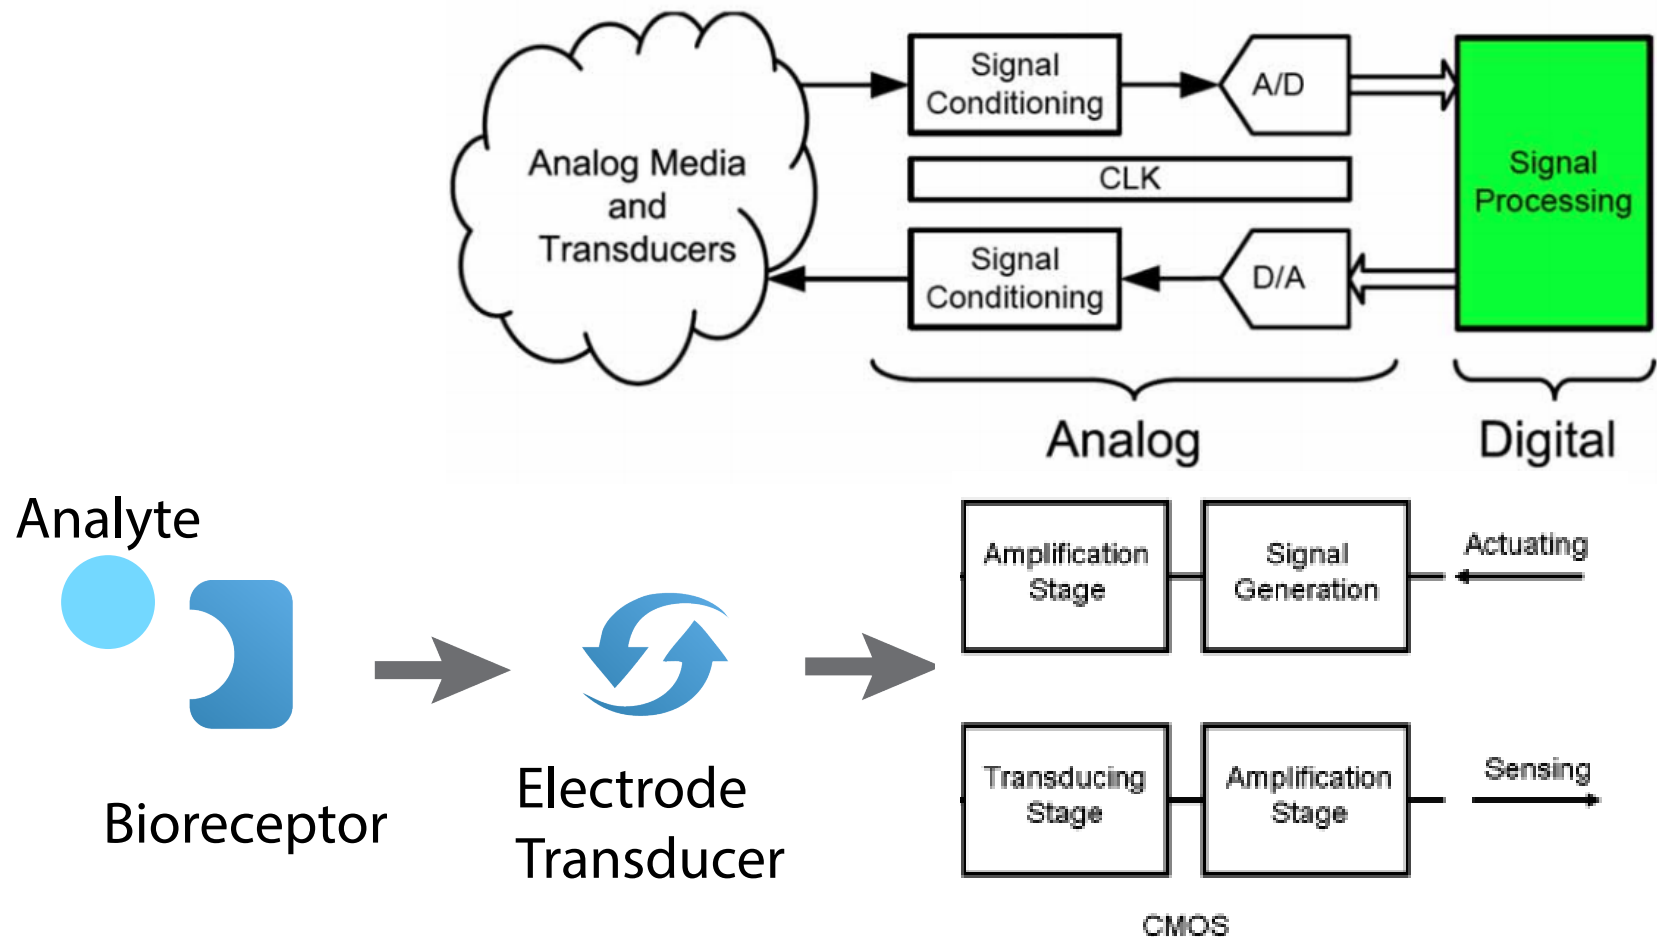 Signal
Conditioning
A/D
Analog Media
and
Transducers
CLK
Signal
Processing
Signal
Conditioning
D/A
Analog
Digital
Analyte
Bioreceptor
Electrode
Transducer
Amplification
Stage
Signal
Generation
Actuating
Transducing
Stage
Amplification
Stage
Sensing
CMOS